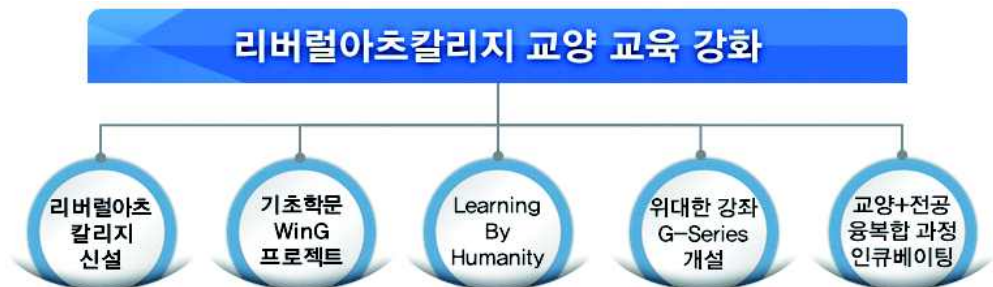 리버럴아츠칼리지 교양 교육 강화
리버럴아츠
칼리지
신설
기초학문
WinG
프로젝트
Learning
By
Humanity
위대한 강좌
G-Series
개설
교양+전공
융복합 과정
인큐베이팅